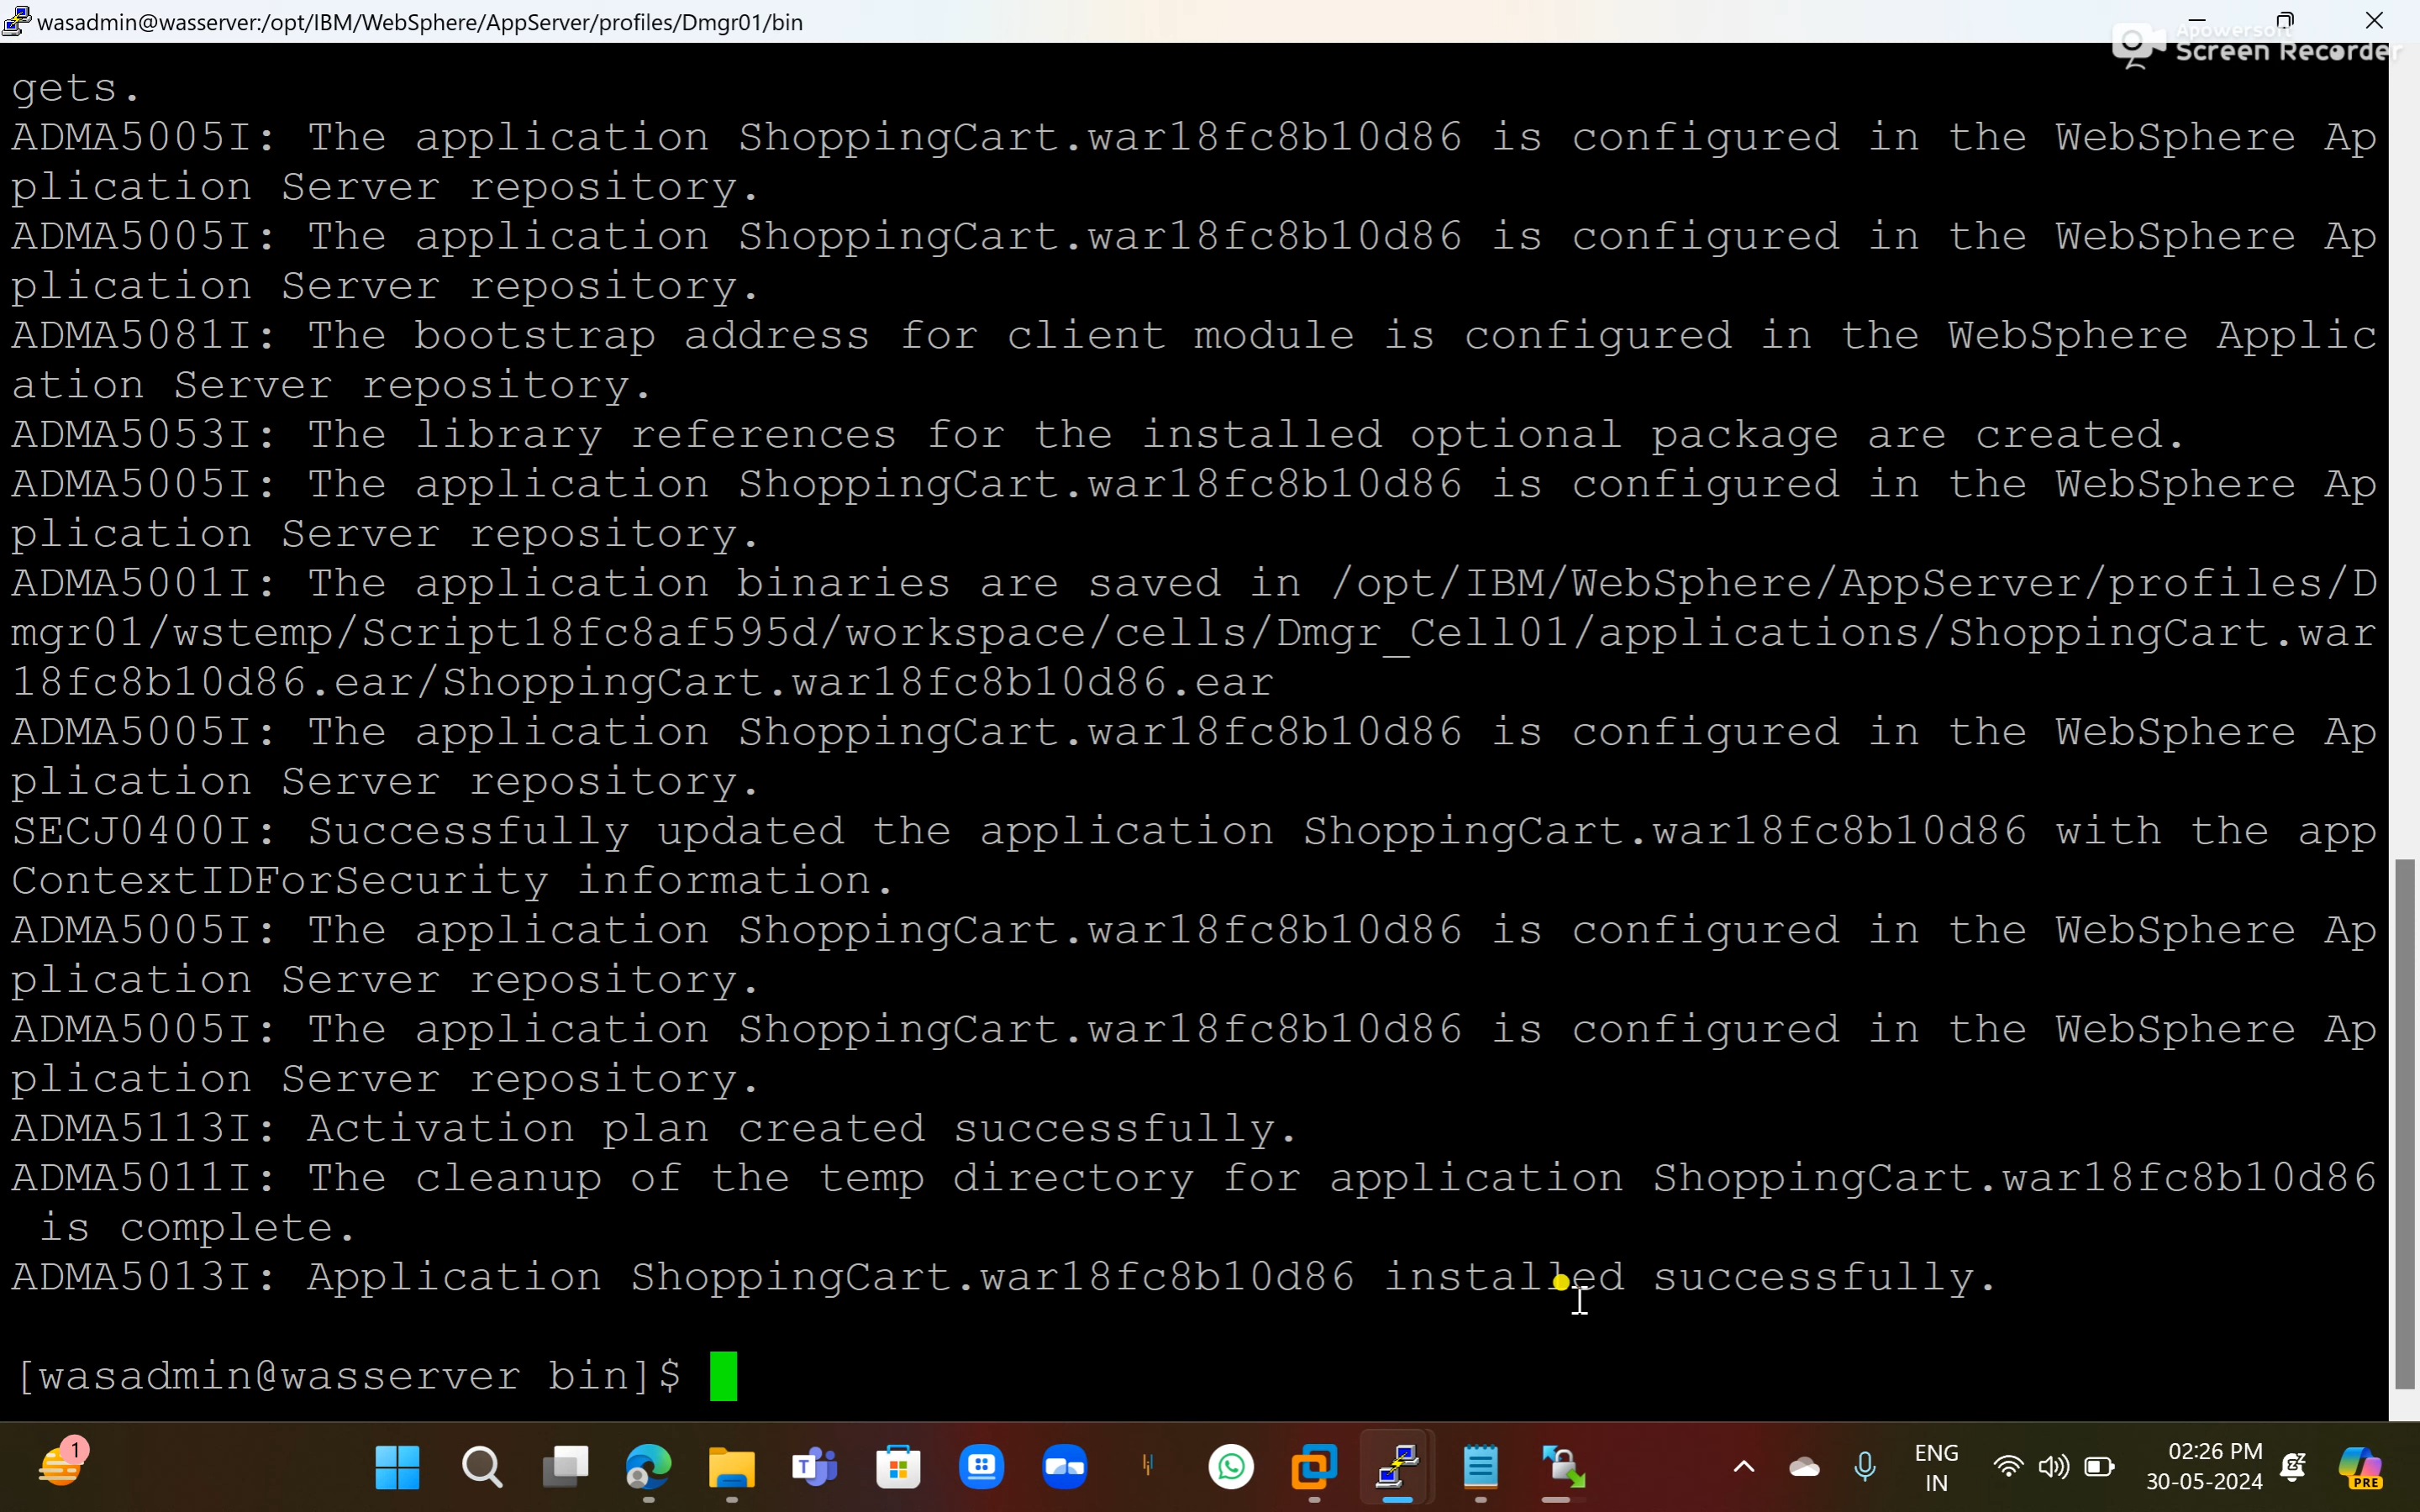 wasadmin@wasserver:/opt/IBM/WebSphere/AppServer/profiles/Dmgr01/bin
Apowersoft
Screen Recorder
gets.
ADMA5005I: The application ShoppingCart.war18fc8b10d86 is configured in the WebSphere Ap
plication Server repository.
ADMA5005I: The application ShoppingCart.war18fc8b10d86 is configured in the WebSphere Ap
plication Server repository.
ADMA5081I: The bootstrap address for client module is configured in the WebSphere Applic
ation Server repository.
ADMA5053I: The library references for the installed optional package are created.
ADMA5005I: The application ShoppingCart.war18fc8b10d86 is configured in the WebSphere Ap
plication Server repository.
ADMA5001I: The application binaries are saved in /opt/IBM/WebSphere/AppServer/profiles/D
mgr01/wstemp/Script18fc8af595d/workspace/cells/Dmgr_Cell01/applications/ShoppingCart.war
18fc8b10d86.ear/ShoppingCart.war18fc8b10d86.ear
ADMA5005I: The application ShoppingCart.war18fc8b10d86 is configured in the WebSphere Ap
plication Server repository.
SECJ0400I: Successfully updated the application ShoppingCart.war18fc8b10d86 with the app
ContextIDForSecurity information.
ADMA5005I: The application ShoppingCart.war18fc8b10d86 is configured in the WebSphere Ap
plication Server repository.
ADMA5005I: The application ShoppingCart.war18fc8b10d86 is configured in the WebSphere Ap
plication Server repository.
ADMA5113I: Activation plan created successfully.
ADMA5011I: The cleanup of the temp directory for application ShoppingCart.war18fc8b10d86
is complete.
ADMA5013I: Application ShoppingCart.war18fc8b10d86 installed successfully.
[wasadmin@wasserver bin]$
1
ENG
IN
02:26 PM
30-05-2024
PRE